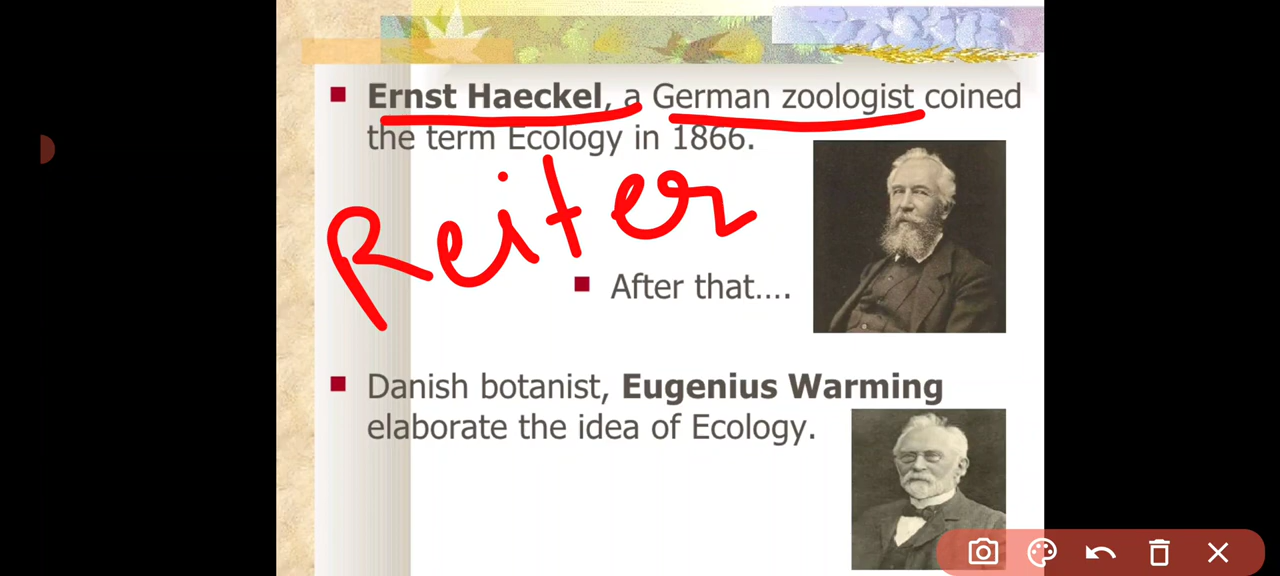 Ernst Haeckel, a German zoologist coined
the term Ecology in 1866.
Reiter
After that....
Danish botanist, Eugenius Warming
elaborate the idea of Ecology.